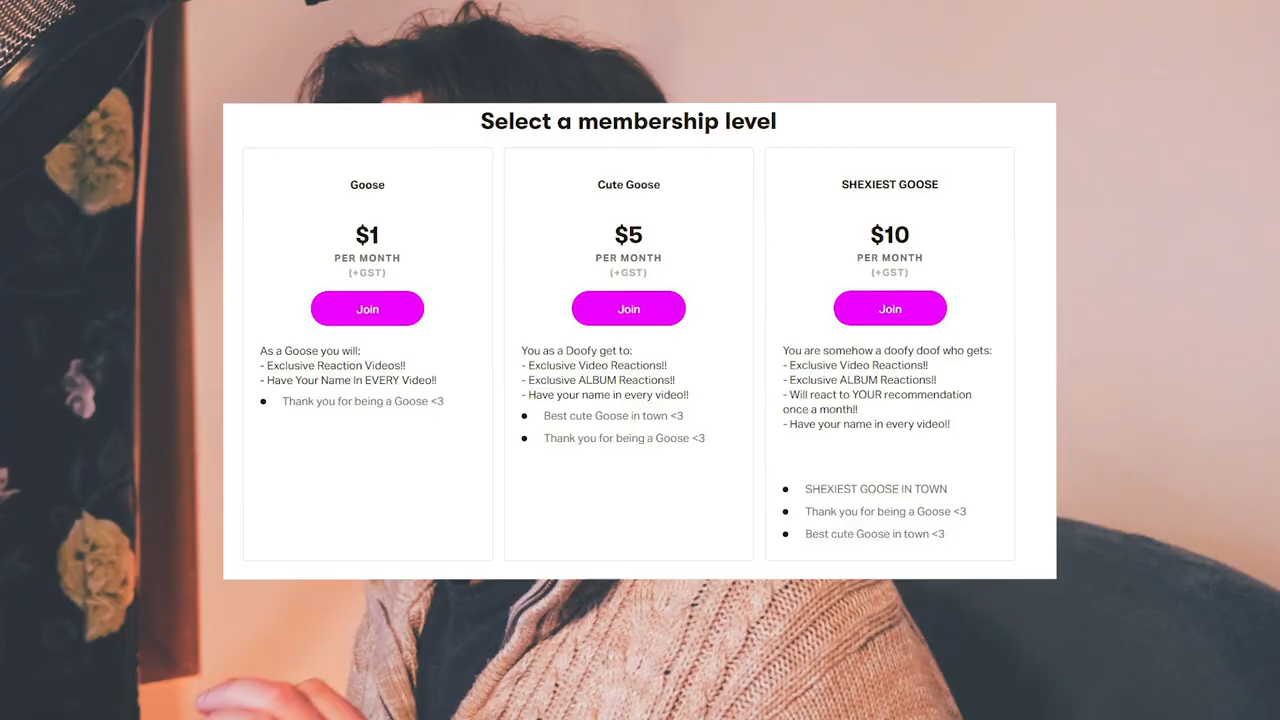 Select a membership level
Goose
$1
PER MONTH
(+GST)
Join
As a Goose you will:
- Exclusive Reaction Videos!!
- Have Your Name In EVERY Video!!
● Thank you for being a Goose <3
Cute Goose
$5
PER MONTH
(+GST)
Join
You as a Doofy get to:
- Exclusive Video Reactions!!
- Exclusive ALBUM Reactions!!
- Have your name in every video!!
● Best cute Goose in town <3
● Thank you for being a Goose <3
SHEXIEST GOOSE
$10
PER MONTH
(+GST)
Join
You are somehow a doofy doof who gets:
- Exclusive Video Reactions!!
- Exclusive ALBUM Reactions!!
- Will react to YOUR recommendation
once a month!!
- Have your name in every video!!
● SHEXIEST GOOSE IN TOWN
● Thank you for being a Goose <3
● Best cute Goose in town <3